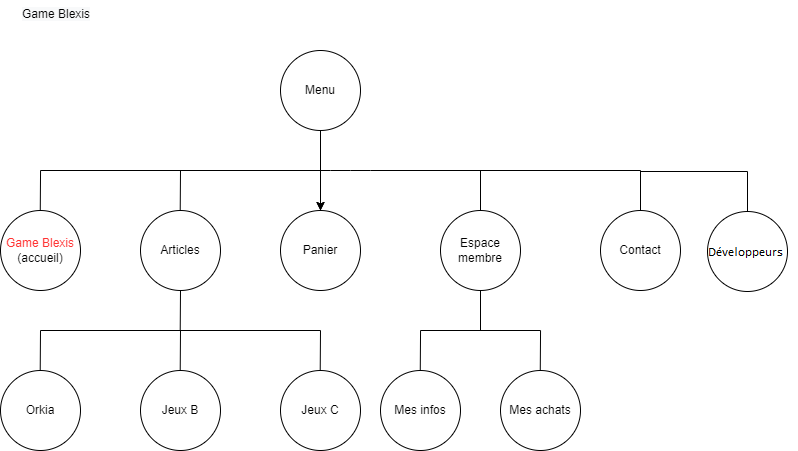 Game Blexis
Menu
Game Blexis
(accueil)
Articles
Panier
Espace
membre
Contact
Développeurs
Orkia
Jeux B
Jeux C
Mes infos
Mes achats